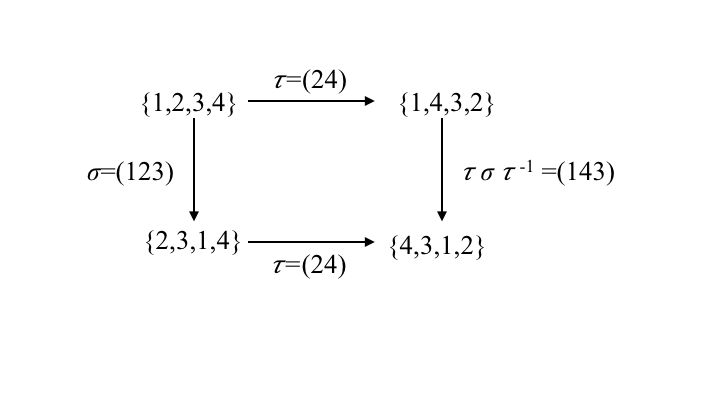 τ=(24)
{1,2,3,4} {1,4,3,2}
σ=(123) τ σ τ⁻¹ =(143)
{2,3,1,4} {4,3,1,2}
τ=(24)